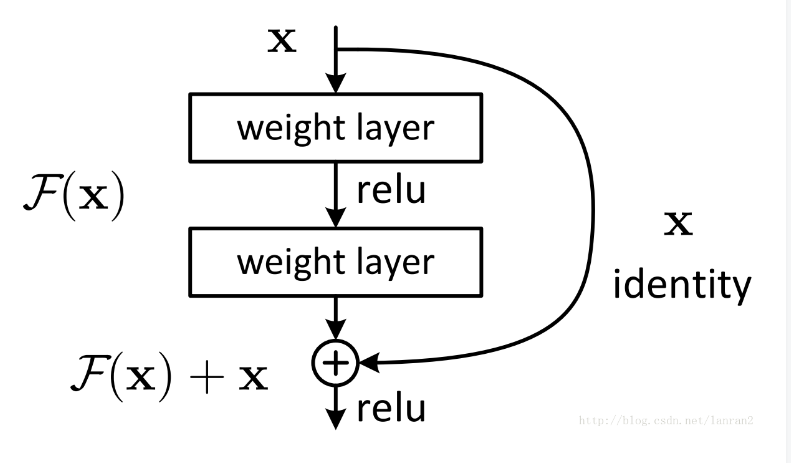 x
weight layer
relu
F(x)
x
weight layer
identity
F(x) + x
+
relu
http://blog.csdn.net/lanran2